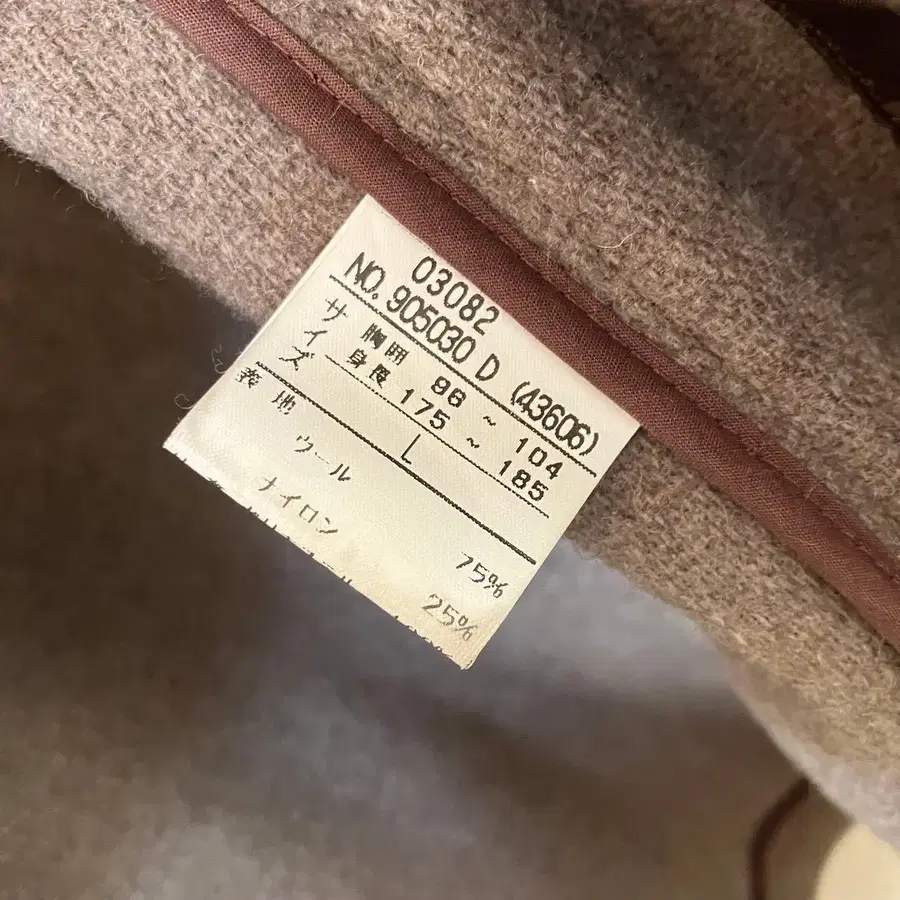 03082
NO. 905030 D (43606)
サイズ 胸囲 96 ~ 104
身長 175 ~ 185
L
表地 ウール 75%
ナイロン 25%